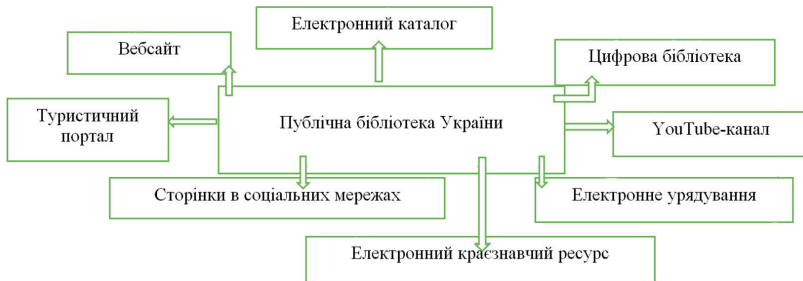 Електронний каталог
Вебсайт
Цифрова бібліотека
Туристичний
портал
Публічна бібліотека України
YouTube-канал
Сторінки в соціальних мережах
Електронне урядування
Електронний краєзнавчий ресурс